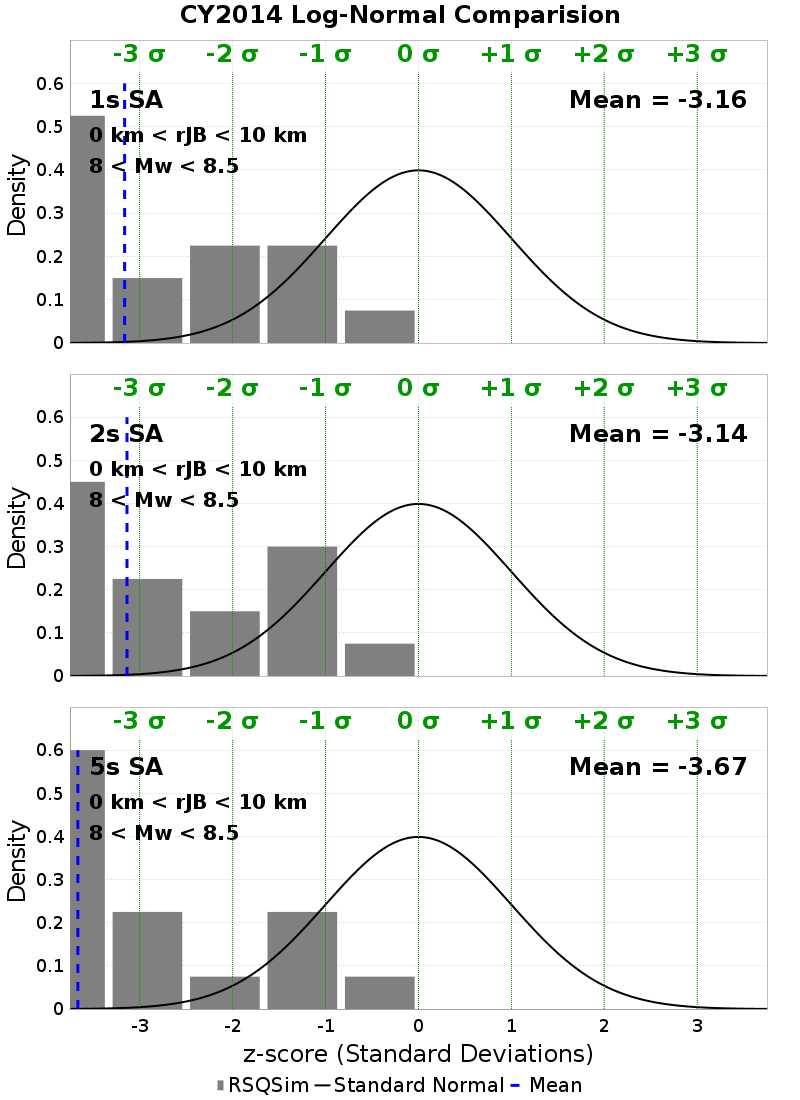 CY2014 Log-Normal Comparision
-3 σ -2 σ -1 σ 0 σ +1 σ +2 σ +3 σ
1s SA
Mean = -3.16
0 km < rJB < 10 km
8 < Mw < 8.5
0.6
0.5
0.4
0.3
0.2
0.1
0
Density
-3 σ -2 σ -1 σ 0 σ +1 σ +2 σ +3 σ
2s SA
Mean = -3.14
0 km < rJB < 10 km
8 < Mw < 8.5
0.6
0.5
0.4
0.3
0.2
0.1
0
Density
-3 σ -2 σ -1 σ 0 σ +1 σ +2 σ +3 σ
5s SA
Mean = -3.67
0 km < rJB < 10 km
8 < Mw < 8.5
0.6
0.5
0.4
0.3
0.2
0.1
0
Density
-3 -2 -1 0 1 2 3
z-score (Standard Deviations)
RSQSim Standard Normal Mean